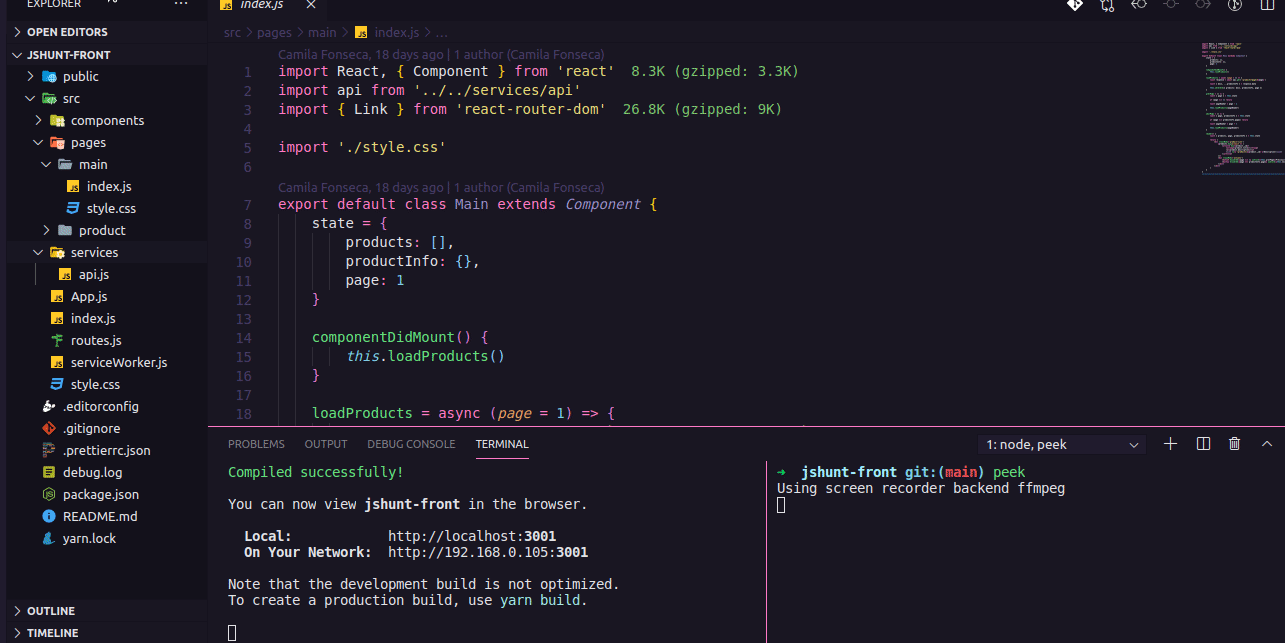 EXPLORER
OPEN EDITORS
JSHUNT-FRONT
public
src
components
pages
main
index.js
style.css
product
services
api.js
App.js
index.js
routes.js
serviceWorker.js
style.css
.editorconfig
.gitignore
.prettierrc.json
debug.log
package.json
README.md
yarn.lock
OUTLINE
TIMELINE
index.js
src > pages > main > index.js > ...
Camila Fonseca, 18 days ago | 1 author (Camila Fonseca)
1 import React, { Component } from 'react' 8.3K (gzipped: 3.3K)
2 import api from '../../services/api'
3 import { Link } from 'react-router-dom' 26.8K (gzipped: 9K)
4
5 import './style.css'
6
Camila Fonseca, 18 days ago | 1 author (Camila Fonseca)
7 export default class Main extends Component {
8 state = {
9 products: [],
10 productInfo: {},
11 page: 1
12 }
13
14 componentDidMount() {
15 this.loadProducts()
16 }
17
18 loadProducts = async (page = 1) => {
PROBLEMS OUTPUT DEBUG CONSOLE TERMINAL 1: node, peek
Compiled successfully!
You can now view jshunt-front in the browser.
Local: http://localhost:3001
On Your Network: http://192.168.0.105:3001
Note that the development build is not optimized.
To create a production build, use yarn build.
➜ jshunt-front git:(main) peek
Using screen recorder backend ffmpeg